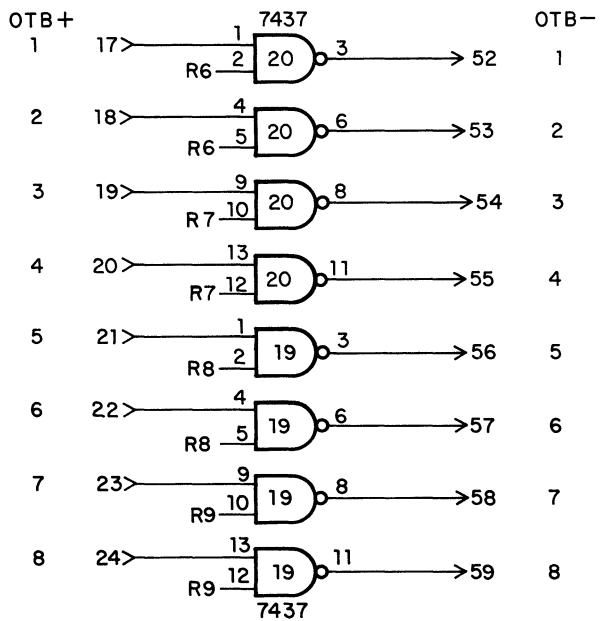 OTB+ 7437 OTB−
1 17 1 2 R6 20 3 52 1
2 18 4 5 R6 20 6 53 2
3 19 9 10 R7 20 8 54 3
4 20 13 12 R7 20 11 55 4
5 21 1 2 R8 19 3 56 5
6 22 4 5 R8 19 6 57 6
7 23 9 10 R9 19 8 58 7
8 24 13 12 R9 19 11 59 8
7437